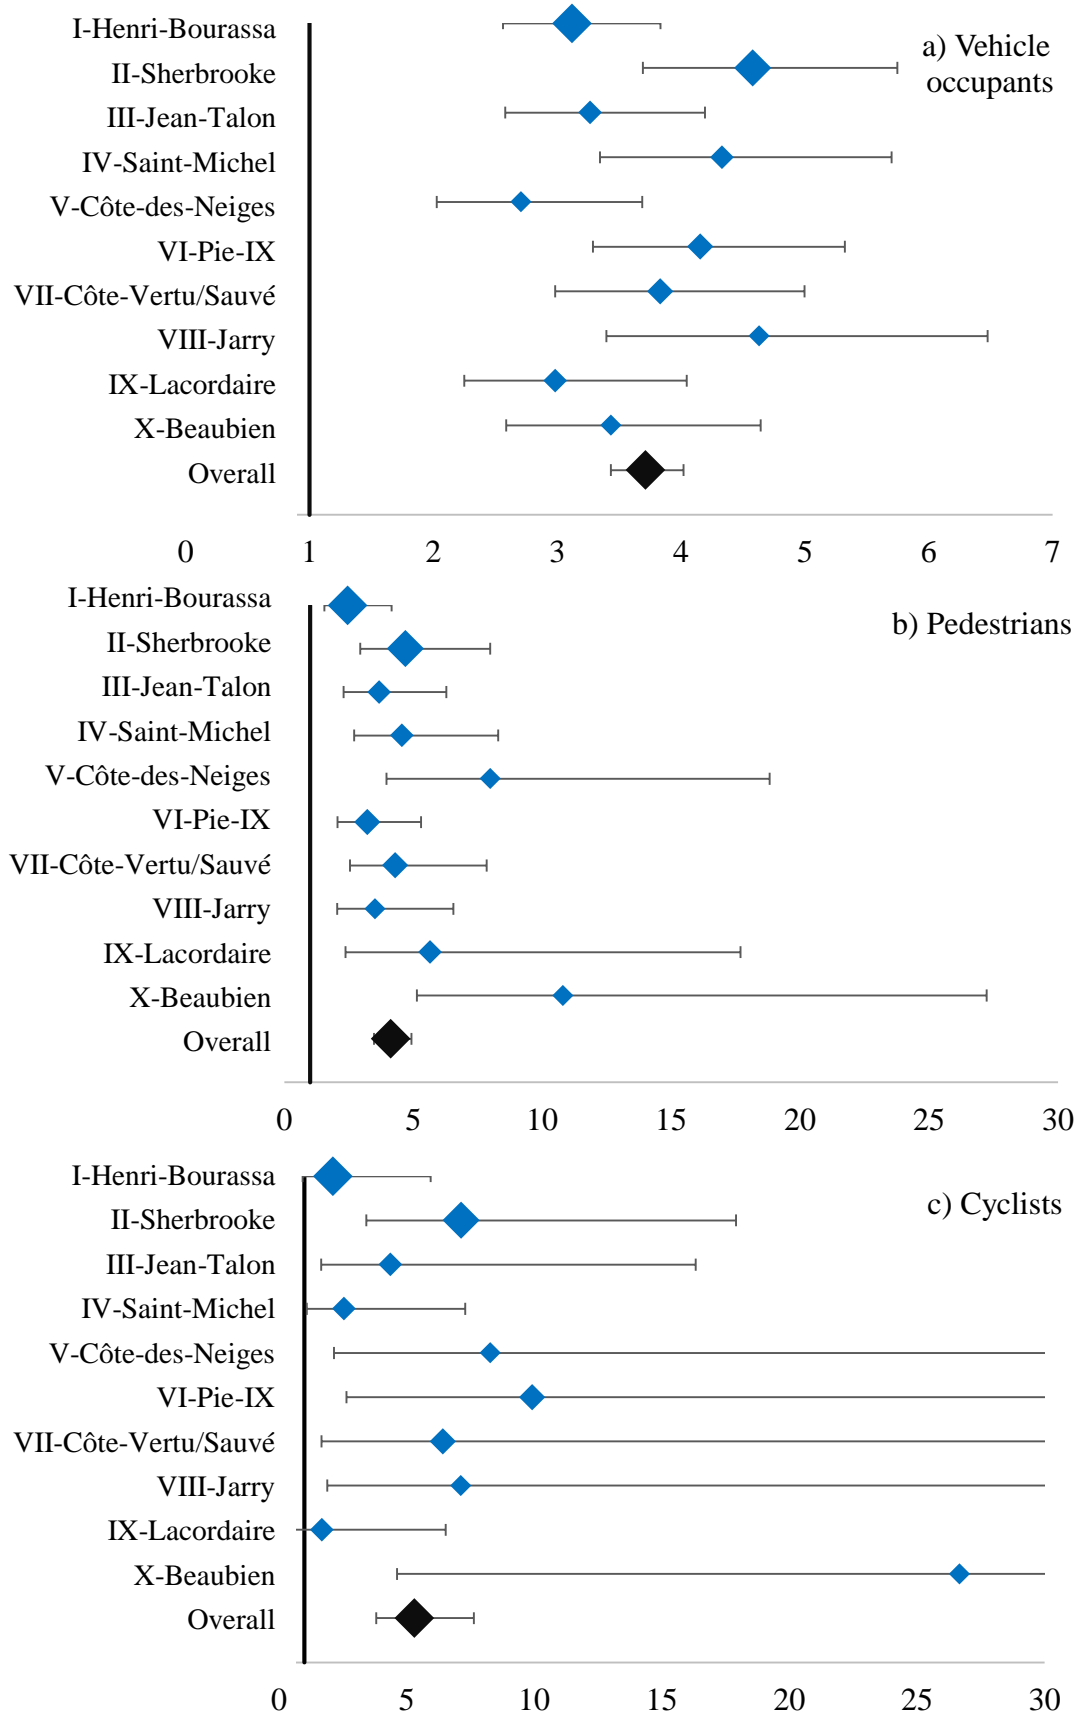 I-Henri-Bourassa
a) Vehicle
occupants
II-Sherbrooke
III-Jean-Talon
IV-Saint-Michel
V-Côte-des-Neiges
VI-Pie-IX
VII-Côte-Vertu/Sauvé
VIII-Jarry
IX-Lacordaire
X-Beaubien
Overall
0 1 2 3 4 5 6 7
I-Henri-Bourassa
b) Pedestrians
II-Sherbrooke
III-Jean-Talon
IV-Saint-Michel
V-Côte-des-Neiges
VI-Pie-IX
VII-Côte-Vertu/Sauvé
VIII-Jarry
IX-Lacordaire
X-Beaubien
Overall
0 5 10 15 20 25 30
I-Henri-Bourassa
c) Cyclists
II-Sherbrooke
III-Jean-Talon
IV-Saint-Michel
V-Côte-des-Neiges
VI-Pie-IX
VII-Côte-Vertu/Sauvé
VIII-Jarry
IX-Lacordaire
X-Beaubien
Overall
0 5 10 15 20 25 30